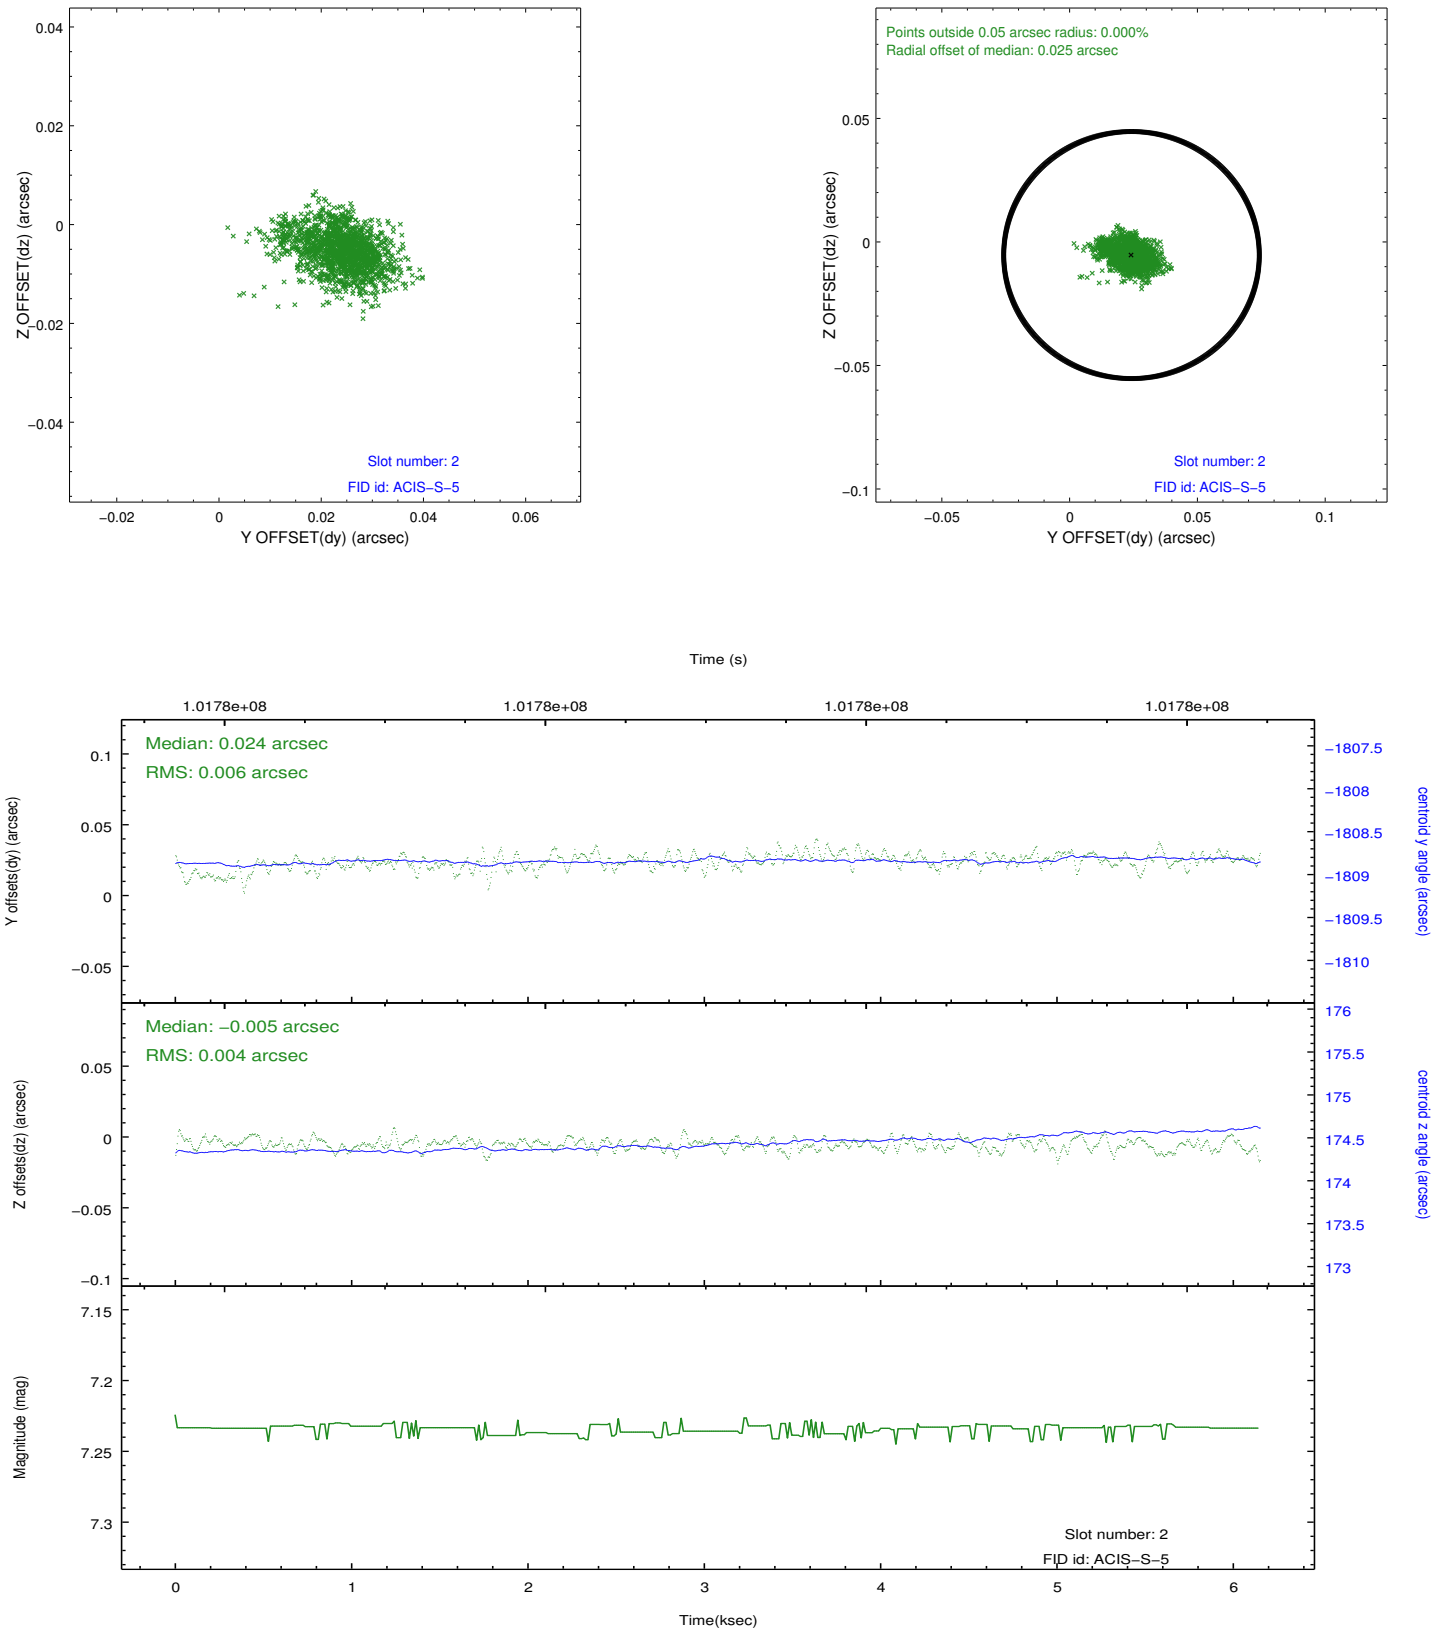 0.04
0.02
0
−0.02
−0.04
Z OFFSET(dz) (arcsec)
Slot number: 2
FID id: ACIS−S−5
−0.02 0 0.02 0.04 0.06
Y OFFSET(dy) (arcsec)
Points outside 0.05 arcsec radius: 0.000%
Radial offset of median: 0.025 arcsec
0.05
0
−0.05
−0.1
Z OFFSET(dz) (arcsec)
Slot number: 2
FID id: ACIS−S−5
−0.05 0 0.05 0.1
Y OFFSET(dy) (arcsec)
Time (s)
1.0178e+08 1.0178e+08 1.0178e+08 1.0178e+08
Median: 0.024 arcsec
RMS: 0.006 arcsec
0.1
0.05
0
−0.05
Y offsets(dy) (arcsec)
−1807.5
−1808
−1808.5
−1809
−1809.5
−1810
centroid y angle (arcsec)
Median: −0.005 arcsec
RMS: 0.004 arcsec
0.05
0
−0.05
−0.1
Z offsets(dz) (arcsec)
176
175.5
175
174.5
174
173.5
173
centroid z angle (arcsec)
7.15
7.2
7.25
7.3
Magnitude (mag)
Slot number: 2
FID id: ACIS−S−5
0 1 2 3 4 5 6
Time(ksec)